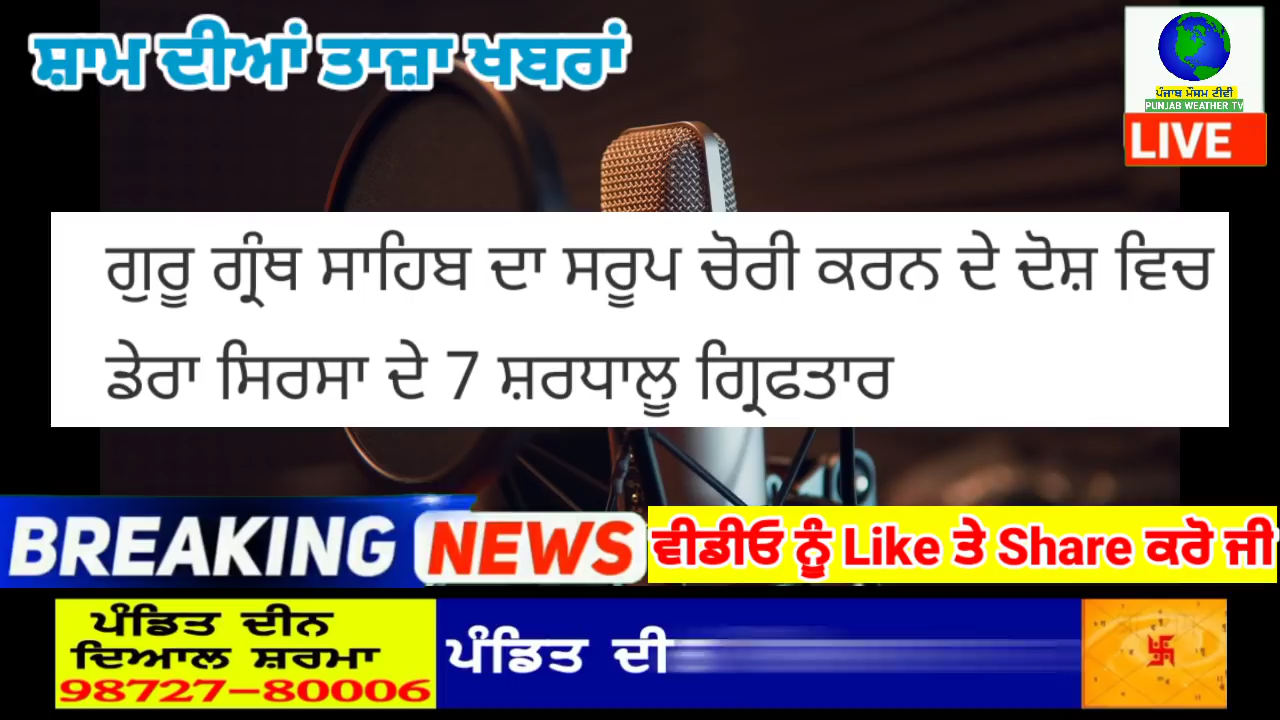 ਸ਼ਾਮ ਦੀਆਂ ਤਾਜ਼ਾ ਖਬਰਾਂ
ਪੰਜਾਬ ਮੌਸਮ ਟੀਵੀ
PUNJAB WEATHER TV
LIVE
ਗੁਰੂ ਗ੍ਰੰਥ ਸਾਹਿਬ ਦਾ ਸਰੂਪ ਚੋਰੀ ਕਰਨ ਦੇ ਦੋਸ਼ ਵਿਚ
ਡੇਰਾ ਸਿਰਸਾ ਦੇ 7 ਸ਼ਰਧਾਲੂ ਗ੍ਰਿਫਤਾਰ
BREAKING NEWS
ਵੀਡੀਓ ਨੂੰ Like ਤੇ Share ਕਰੋ ਜੀ
ਪੰਡਿਤ ਦੀਨ
ਦਿਆਲ ਸ਼ਰਮਾ
98727-80006
ਪੰਡਿਤ ਦੀ